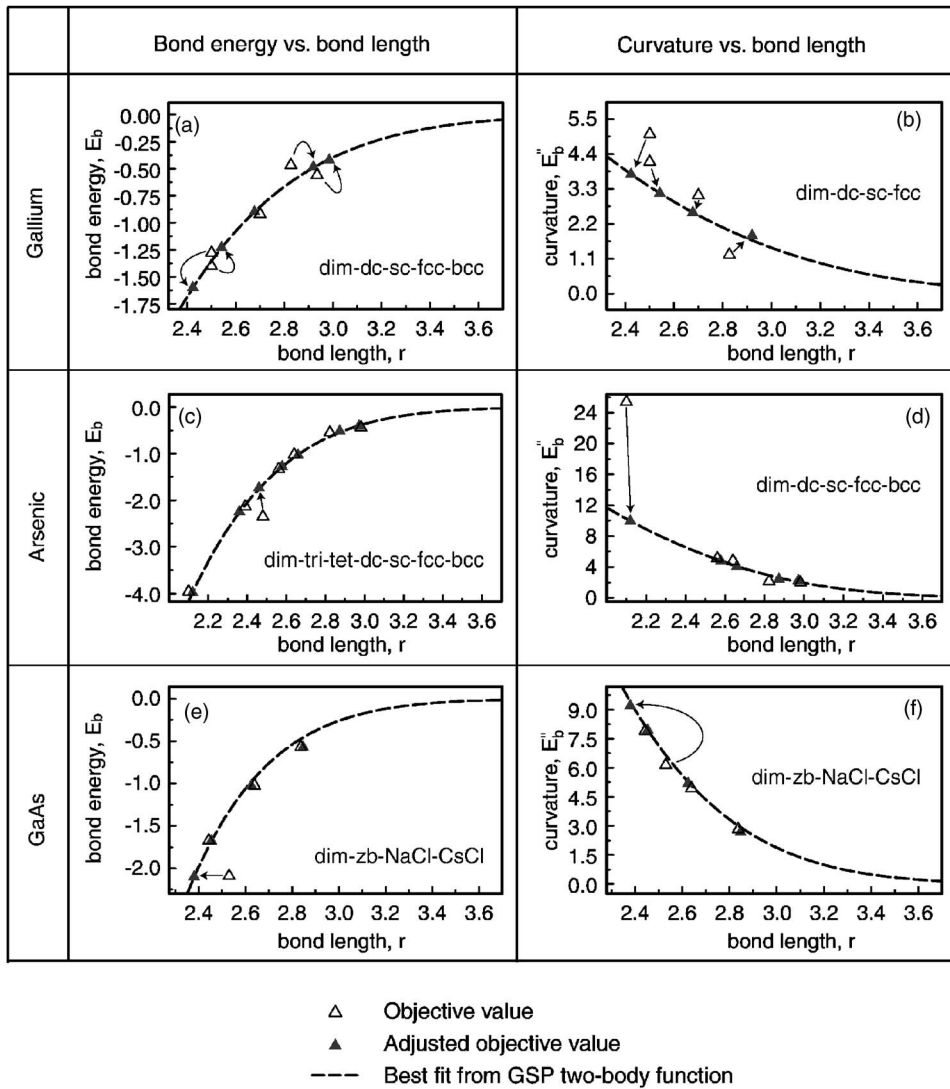 Bond energy vs. bond length
Curvature vs. bond length
Gallium
(a)
bond energy, E_b
0.00
-0.25
-0.50
-0.75
-1.00
-1.25
-1.50
-1.75
dim-dc-sc-fcc-bcc
2.4 2.6 2.8 3.0 3.2 3.4 3.6
bond length, r
(b)
curvature, E_b''
5.5
4.4
3.3
2.2
1.1
0.0
dim-dc-sc-fcc
2.4 2.6 2.8 3.0 3.2 3.4 3.6
bond length, r
Arsenic
(c)
bond energy, E_b
0.0
-1.0
-2.0
-3.0
-4.0
dim-tri-tet-dc-sc-fcc-bcc
2.2 2.4 2.6 2.8 3.0 3.2 3.4 3.6
bond length, r
(d)
curvature, E_b''
24
20
16
12
8
4
0
dim-dc-sc-fcc-bcc
2.2 2.4 2.6 2.8 3.0 3.2 3.4 3.6
bond length, r
GaAs
(e)
bond energy, E_b
0.0
-0.5
-1.0
-1.5
-2.0
dim-zb-NaCl-CsCl
2.4 2.6 2.8 3.0 3.2 3.4 3.6
bond length, r
(f)
curvature, E_b''
9.0
7.5
6.0
4.5
3.0
1.5
0.0
dim-zb-NaCl-CsCl
2.4 2.6 2.8 3.0 3.2 3.4 3.6
bond length, r
Objective value
Adjusted objective value
Best fit from GSP two-body function